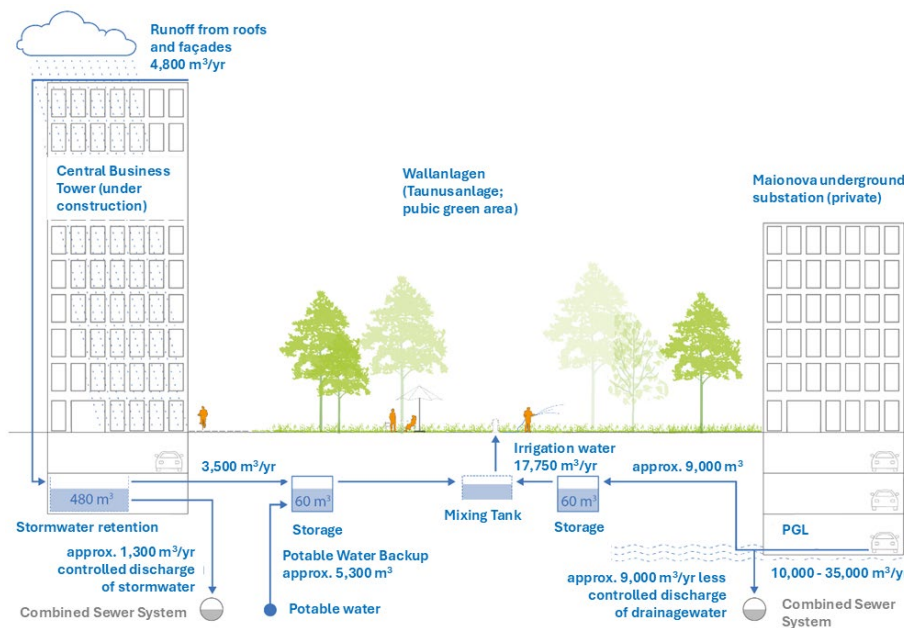 Runoff from roofs
and façades
4,800 m³/yr
Central Business
Tower (under
construction)
Wallanlagen
(Taunusanlage;
pubic green area)
Maionova underground
substation (private)
3,500 m³/yr
Irrigation water
17,750 m³/yr
approx. 9,000 m³
480 m³
60 m³
60 m³
Stormwater retention
Storage
Mixing Tank
Storage
PGL
approx. 1,300 m³/yr
controlled discharge
of stormwater
Potable Water Backup
approx. 5,300 m³
approx. 9,000 m³/yr less
controlled discharge
of drainagewater
10,000 - 35,000 m³/y
Combined Sewer System
Potable water
Combined Sewer
System